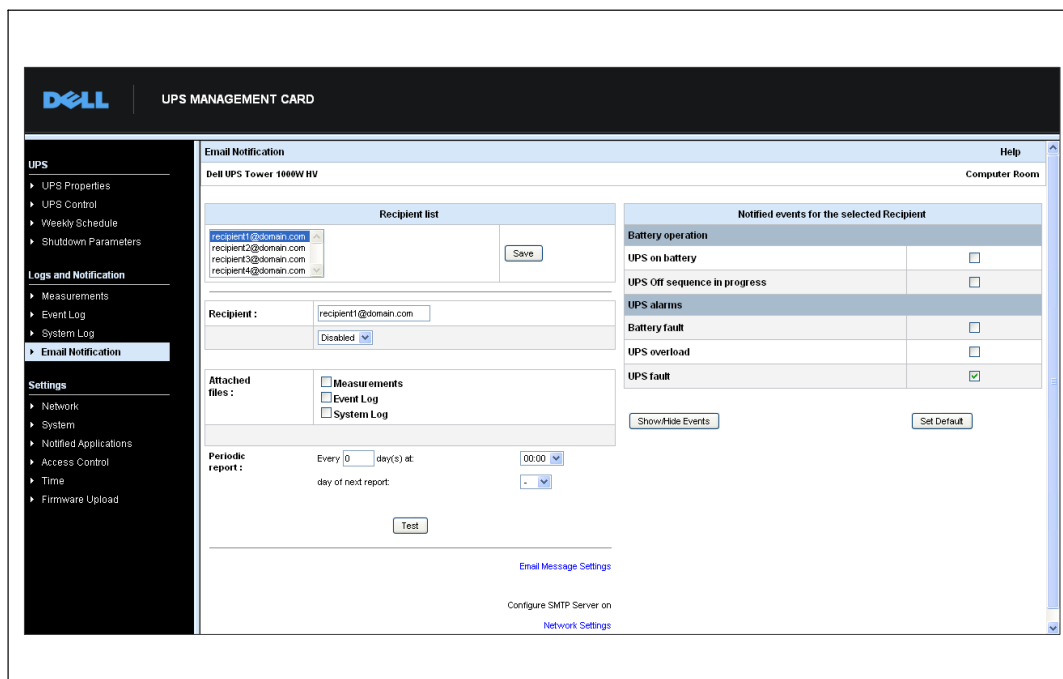 DELL
UPS MANAGEMENT CARD
UPS
UPS Properties
UPS Control
Weekly Schedule
Shutdown Parameters
Logs and Notification
Measurements
Event Log
System Log
Email Notification
Settings
Network
System
Notified Applications
Access Control
Time
Firmware Upload
Email Notification Help
Dell UPS Tower 1000W HV Computer Room
Recipient list
recipient1@domain.com
recipient2@domain.com
recipient3@domain.com
recipient4@domain.com
Save
Recipient : recipient1@domain.com
Disabled
Attached files :
Measurements
Event Log
System Log
Periodic report :
Every 0 day(s) at: 00:00
day of next report: -
Test
Email Message Settings
Configure SMTP Server on
Network Settings
Notified events for the selected Recipient
Battery operation
UPS on battery
UPS Off sequence in progress
UPS alarms
Battery fault
UPS overload
UPS fault
Show/Hide Events Set Default